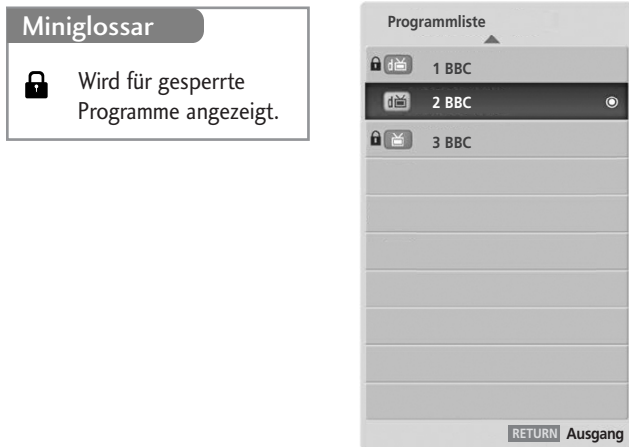 Miniglossar
Wird für gesperrte
Programme angezeigt.
Programmliste
1 BBC
2 BBC
3 BBC
RETURN Ausgang